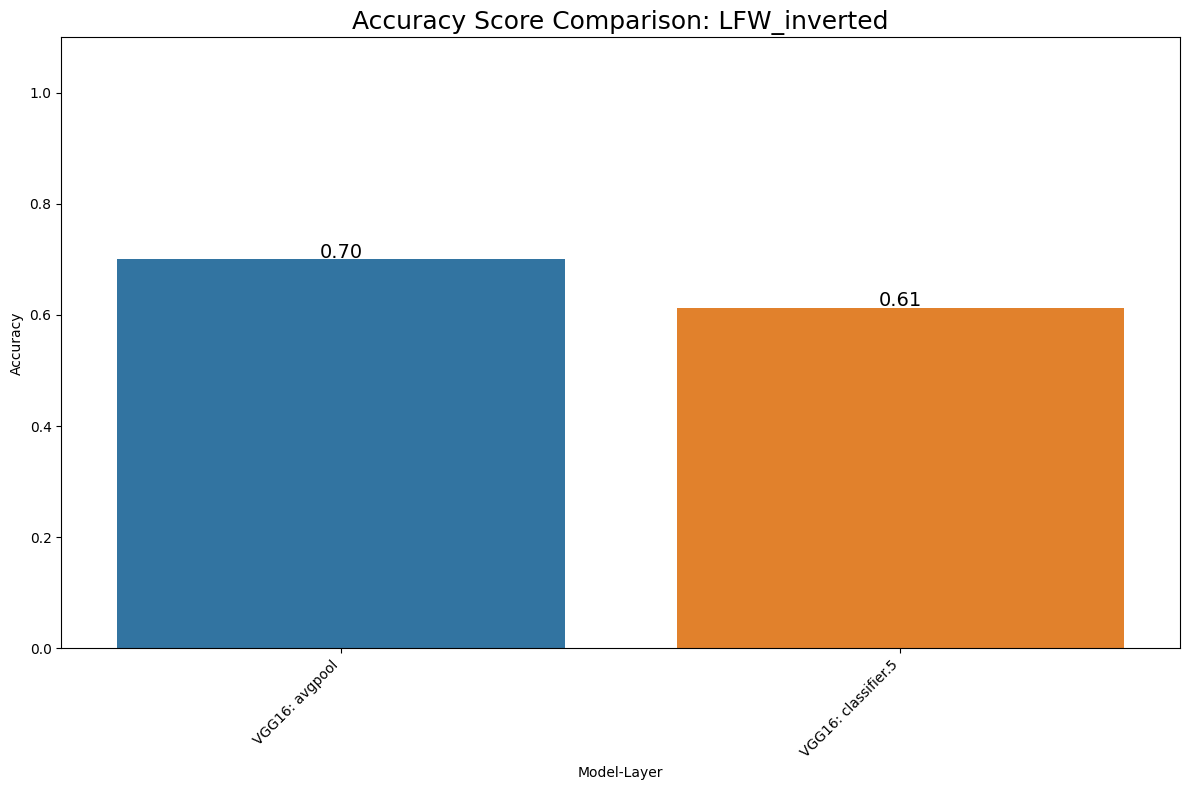 Accuracy Score Comparison: LFW_inverted
1.0
0.8
0.6
0.4
0.2
0.0
Accuracy
0.70
0.61
VGG16: avgpool
VGG16: classifier.5
Model-Layer